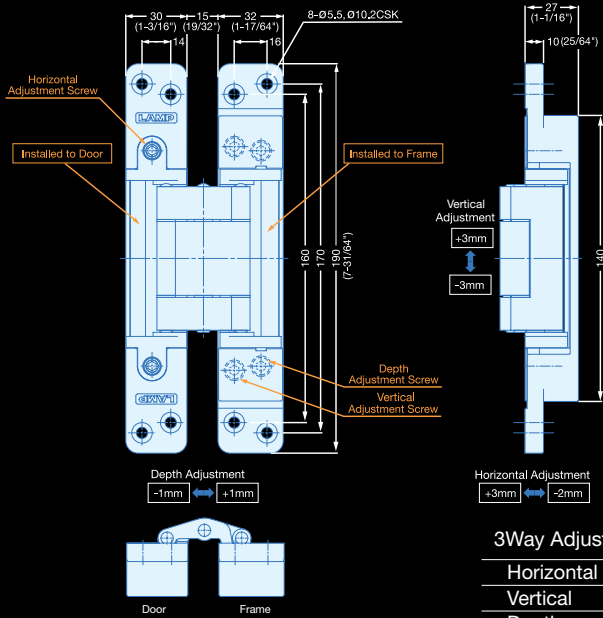 30
(1-3/16")
15
(19/32")
32
(1-17/64")
8-Ø5.5,Ø10.2CSK
14
16
27
(1-1/16")
10(25/64")
Horizontal
Adjustment Screw
LAMP
Installed to Door
Installed to Frame
Vertical
Adjustment
+3mm
-3mm
160
170
190
(7-31/64")
140
Depth
Adjustment Screw
Vertical
Adjustment Screw
LAMP
Depth Adjustment
-1mm
+1mm
Horizontal Adjustment
+3mm
-2mm
Door
Frame
3Way Adjust
Horizontal
Vertical